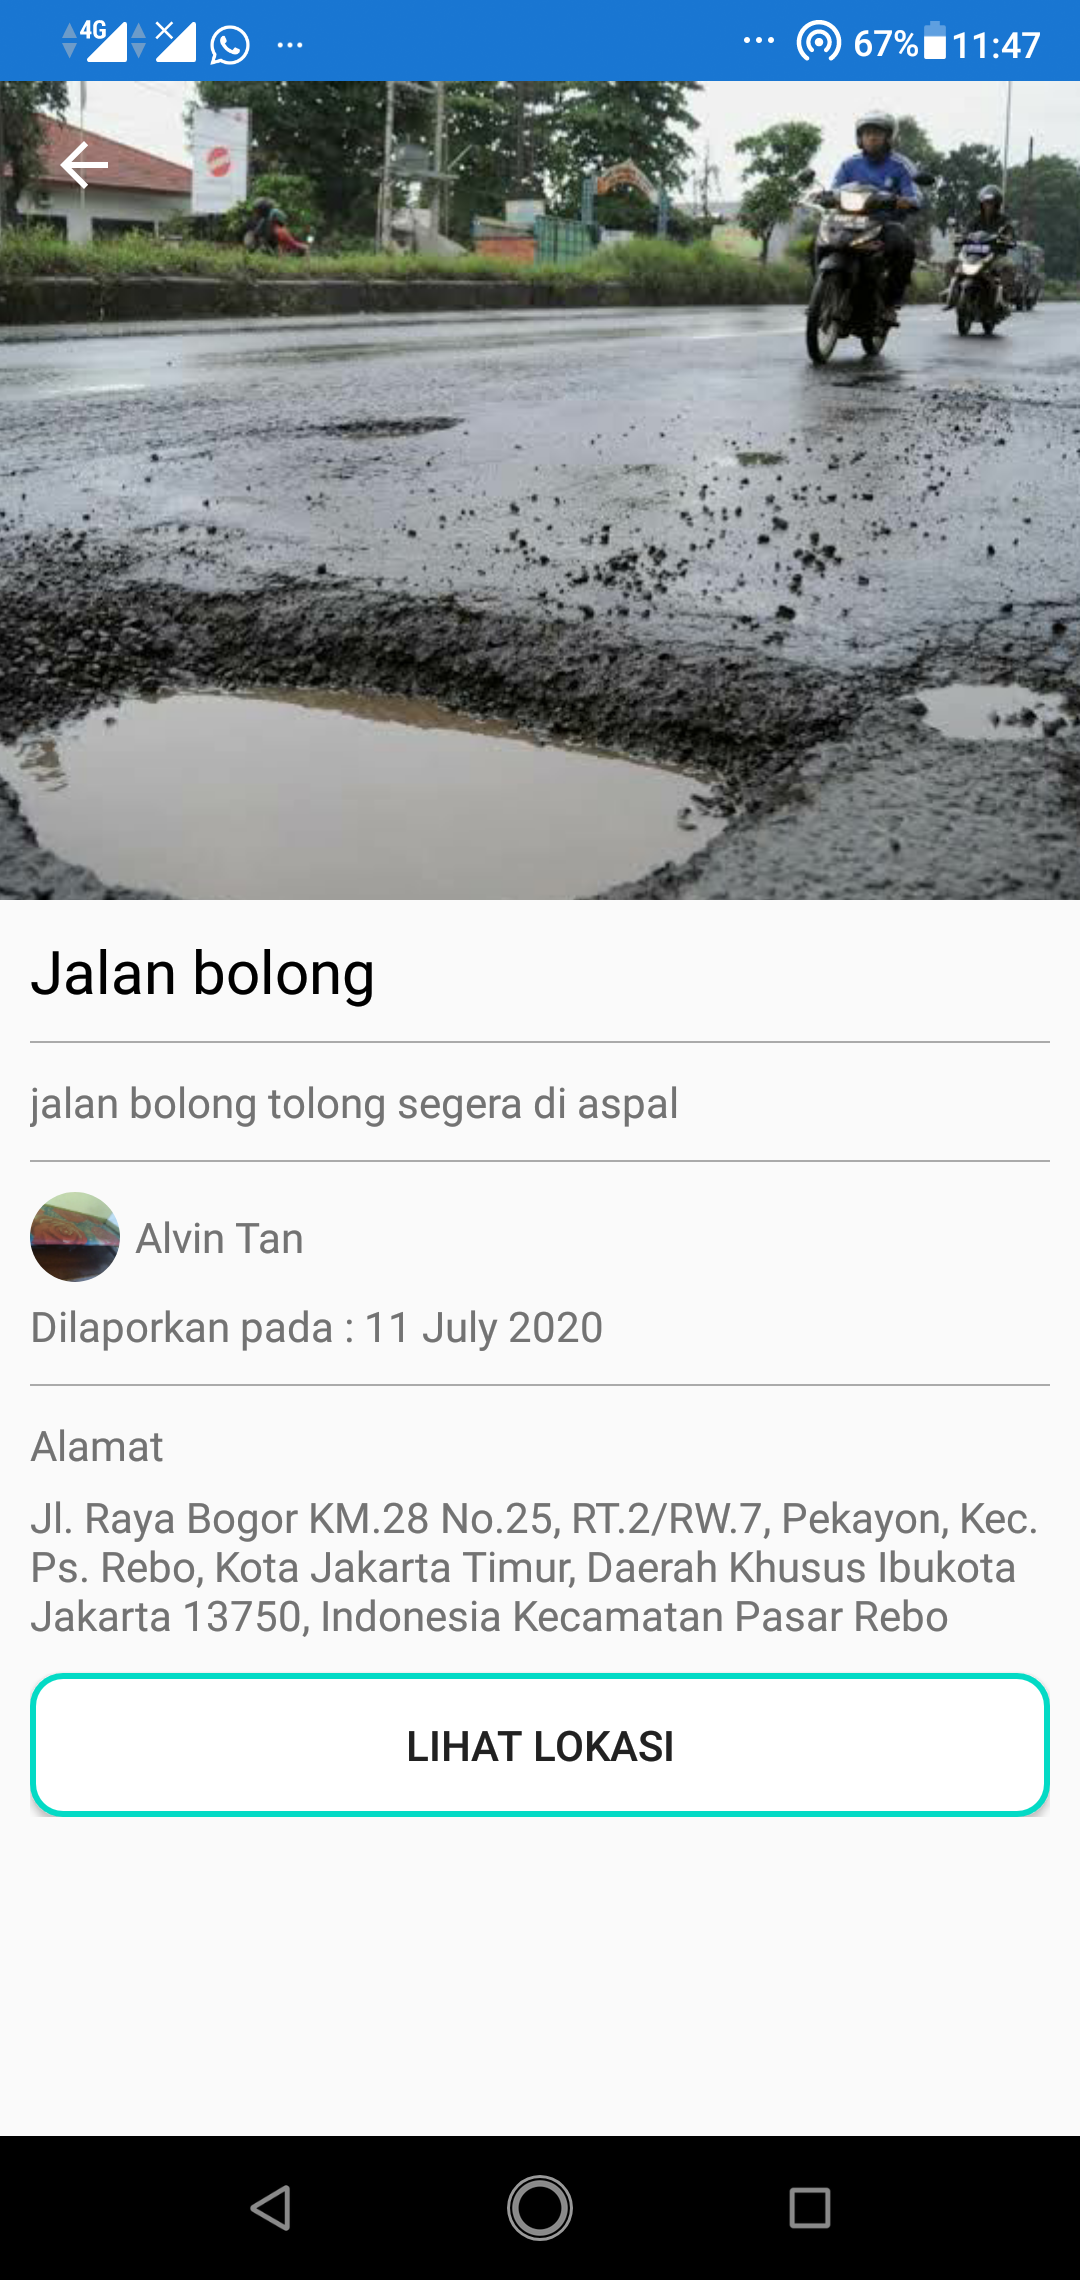 4G
67%
11:47
Jalan bolong
jalan bolong tolong segera di aspal
Alvin Tan
Dilaporkan pada : 11 July 2020
Alamat
Jl. Raya Bogor KM.28 No.25, RT.2/RW.7, Pekayon, Kec.
Ps. Rebo, Kota Jakarta Timur, Daerah Khusus Ibukota
Jakarta 13750, Indonesia Kecamatan Pasar Rebo
LIHAT LOKASI